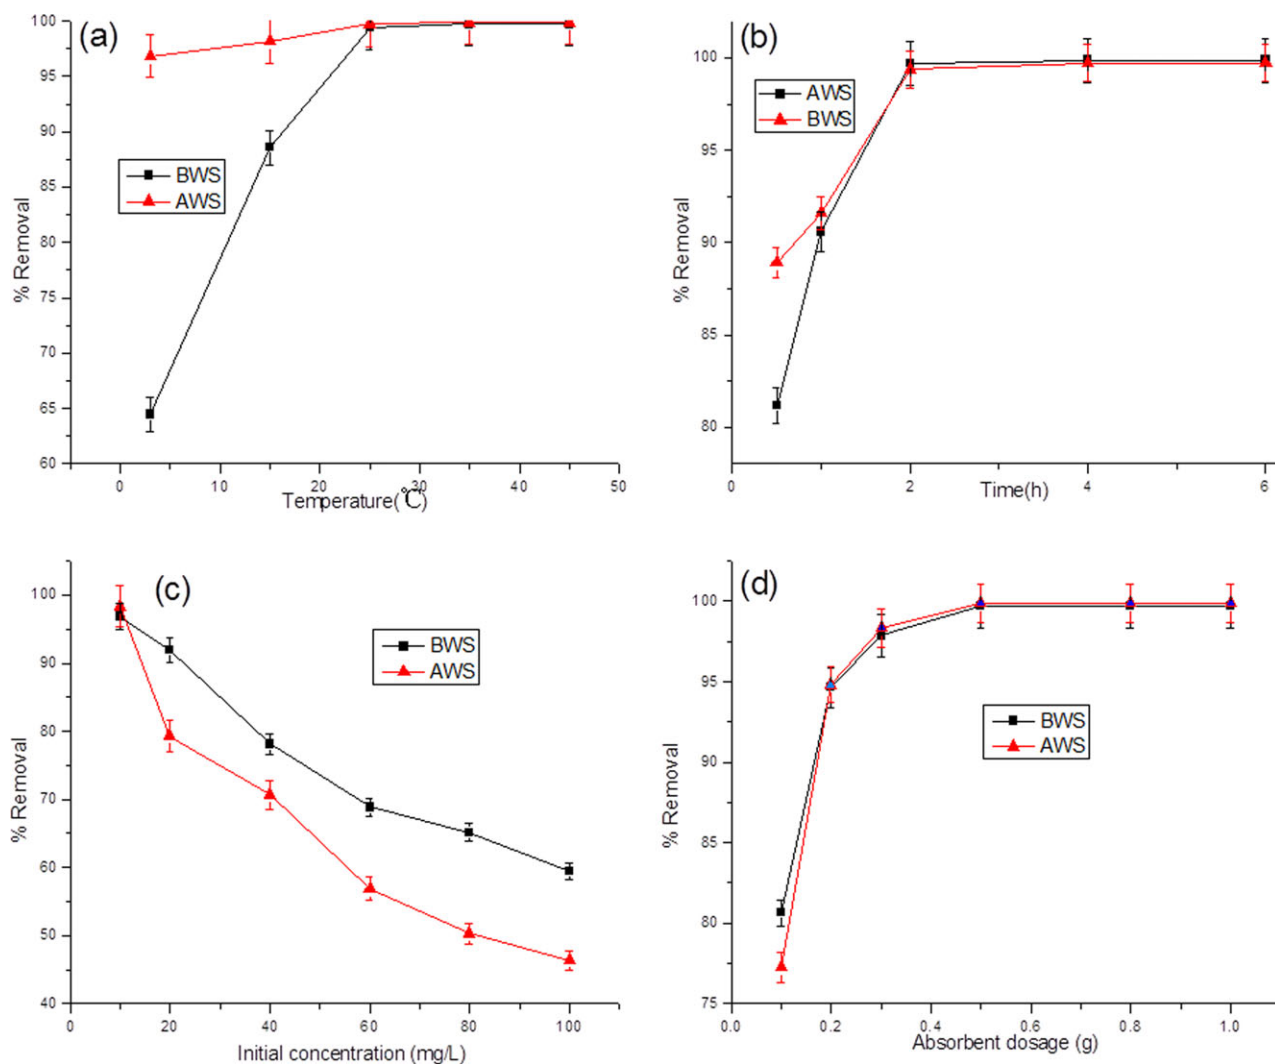 (a)
100
95
90
85
80
75
70
65
60
% Removal
BWS
AWS
0
10
20
30
40
50
Temperature(℃)
(b)
100
95
90
85
80
% Removal
AWS
BWS
0
2
4
6
Time(h)
(c)
100
90
80
70
60
50
40
% Removal
BWS
AWS
0
20
40
60
80
100
Initial concentration (mg/L)
(d)
100
95
90
85
80
75
% Removal
BWS
AWS
0.0
0.2
0.4
0.6
0.8
1.0
Absorbent dosage (g)